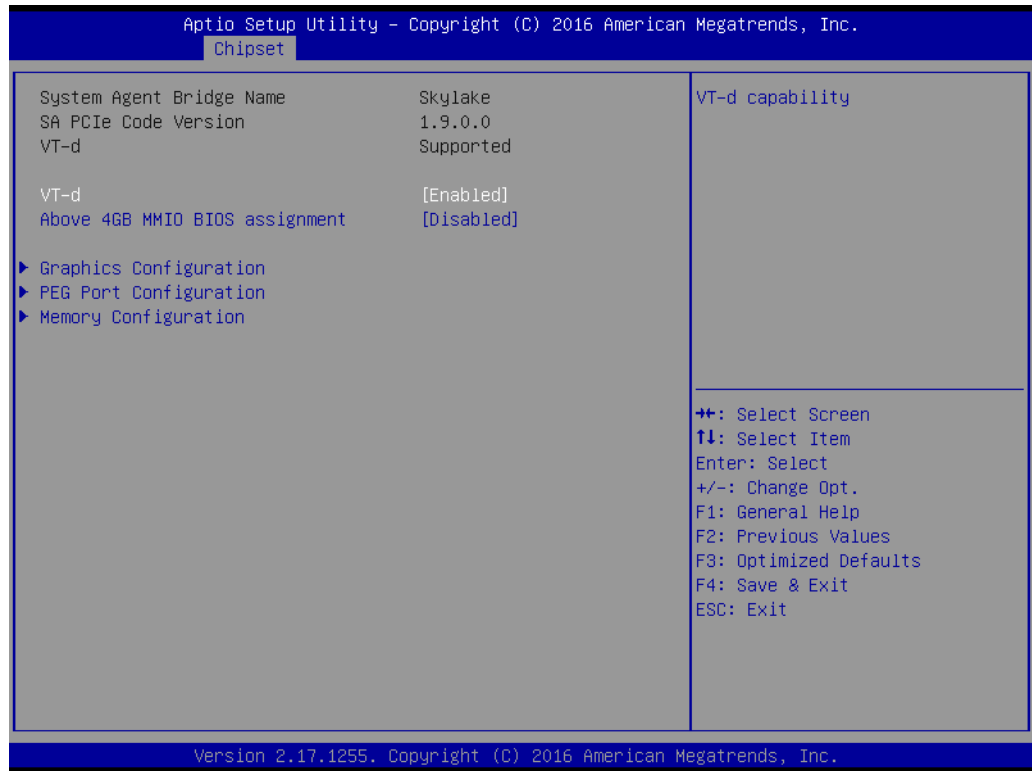 Aptio Setup Utility – Copyright (C) 2016 American Megatrends, Inc.
Chipset
System Agent Bridge Name Skylake
SA PCIe Code Version 1.9.0.0
VT-d Supported
VT-d [Enabled]
Above 4GB MMIO BIOS assignment [Disabled]
Graphics Configuration
PEG Port Configuration
Memory Configuration
VT-d capability
→←: Select Screen
↑↓: Select Item
Enter: Select
+/-: Change Opt.
F1: General Help
F2: Previous Values
F3: Optimized Defaults
F4: Save & Exit
ESC: Exit
Version 2.17.1255. Copyright (C) 2016 American Megatrends, Inc.